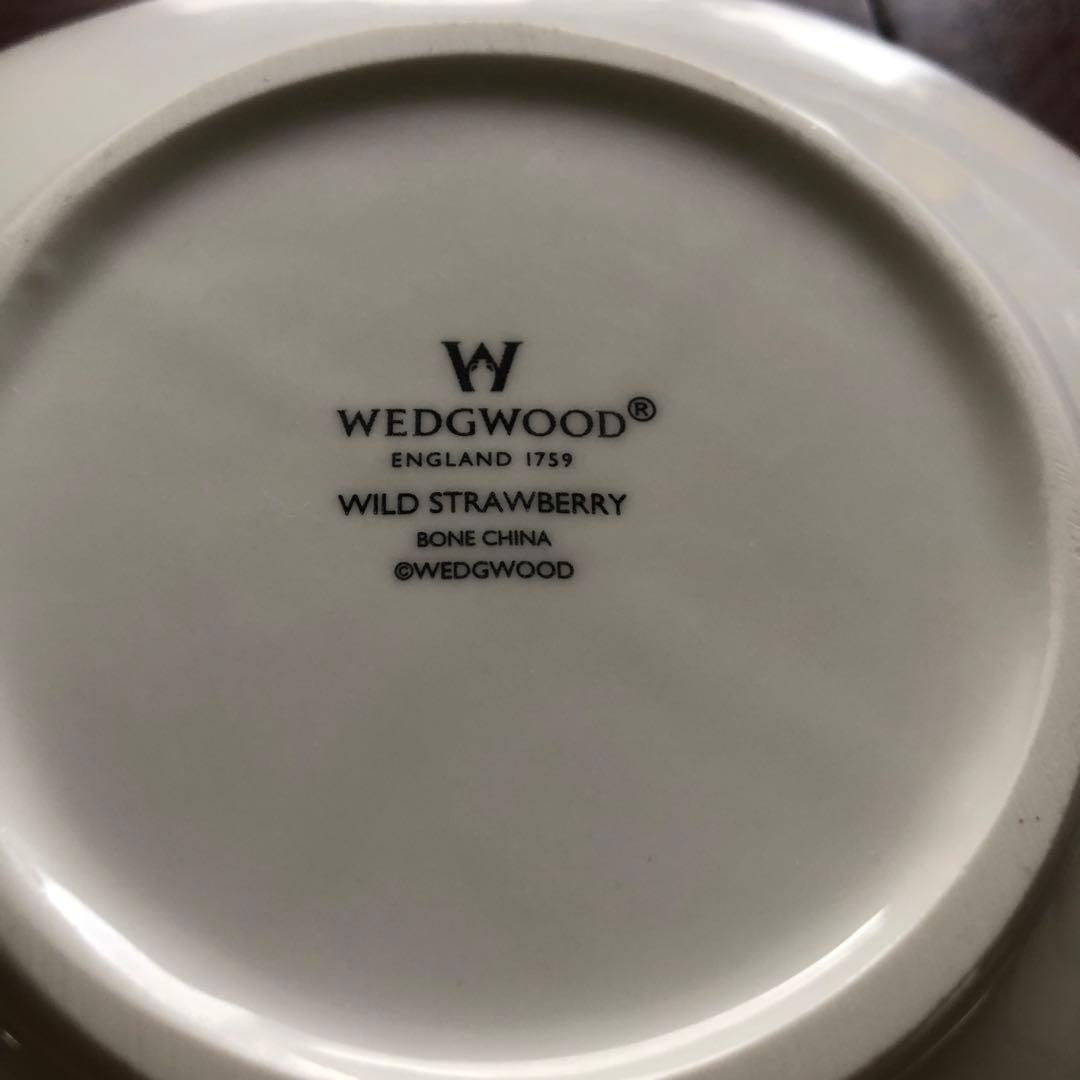 W
WEDGWOOD®
ENGLAND 1759
WILD STRAWBERRY
BONE CHINA
©WEDGWOOD